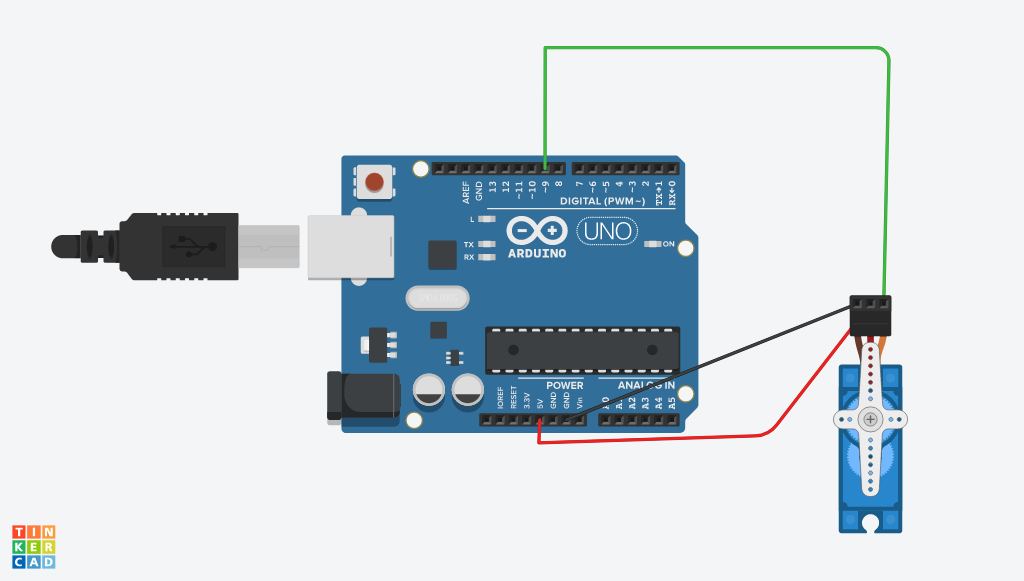 AREF
GND
13
12
~11
~10
~9
8
7
~6
~5
4
~3
2
TX→1
RX←0
DIGITAL (PWM~)
L
TX
RX
UNO
ON
ARDUINO
POWER
ANALOG IN
IOREF
RESET
3.3V
5V
GND
GND
Vin
A0
A1
A2
A3
A4
A5
TIN
KER
CAD